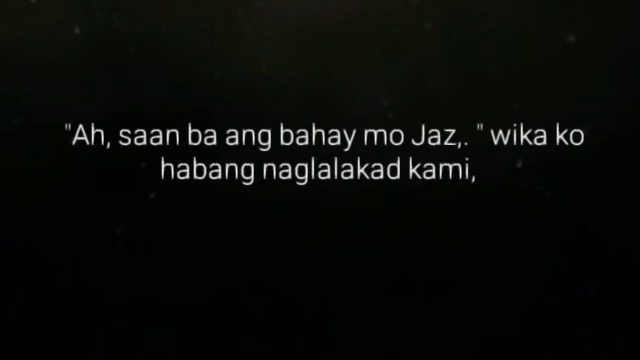 "Ah, saan ba ang bahay mo Jaz,. " wika ko
habang naglalakad kami,